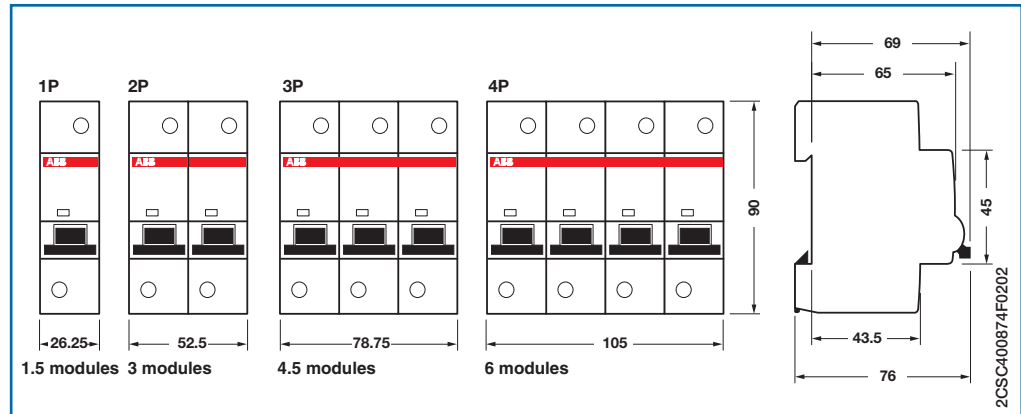 1P
2P
3P
4P
ABB
ABB
ABB
ABB
26.25
52.5
78.75
105
1.5 modules
3 modules
4.5 modules
6 modules
90
69
65
45
43.5
76
2CSC400874F0202